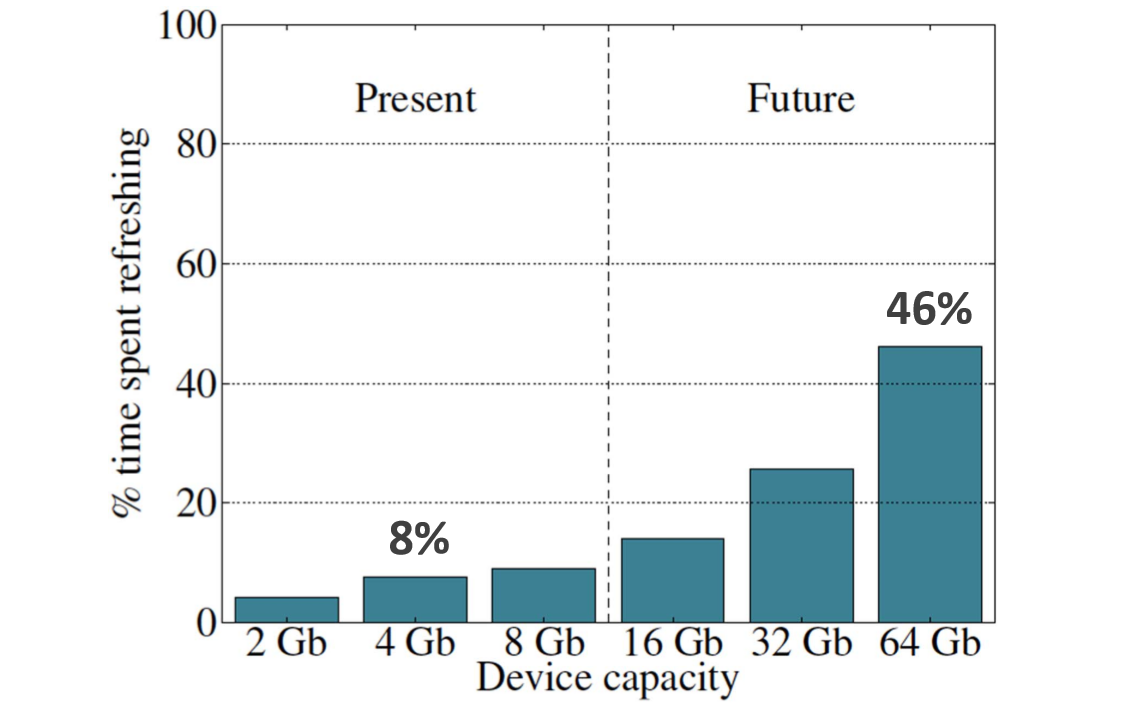 100
Present
Future
80
60
46%
40
20
8%
0
2 Gb
4 Gb
8 Gb
16 Gb
32 Gb
64 Gb
Device capacity
% time spent refreshing